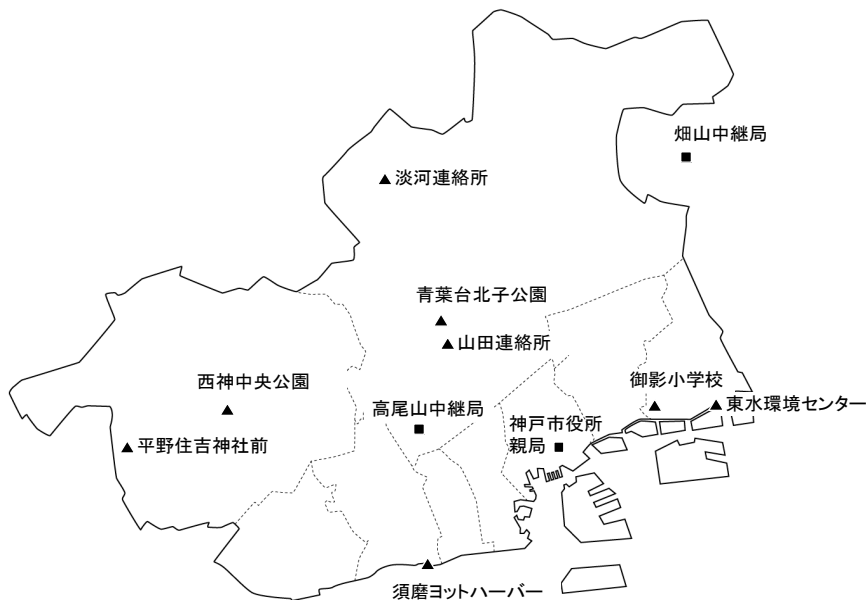 畑山中継局
淡河連絡所
青葉台北子公園
山田連絡所
西神中央公園
高尾山中継局
御影小学校
東水環境センター
神戸市役所
親局
平野住吉神社前
須磨ヨットハーバー